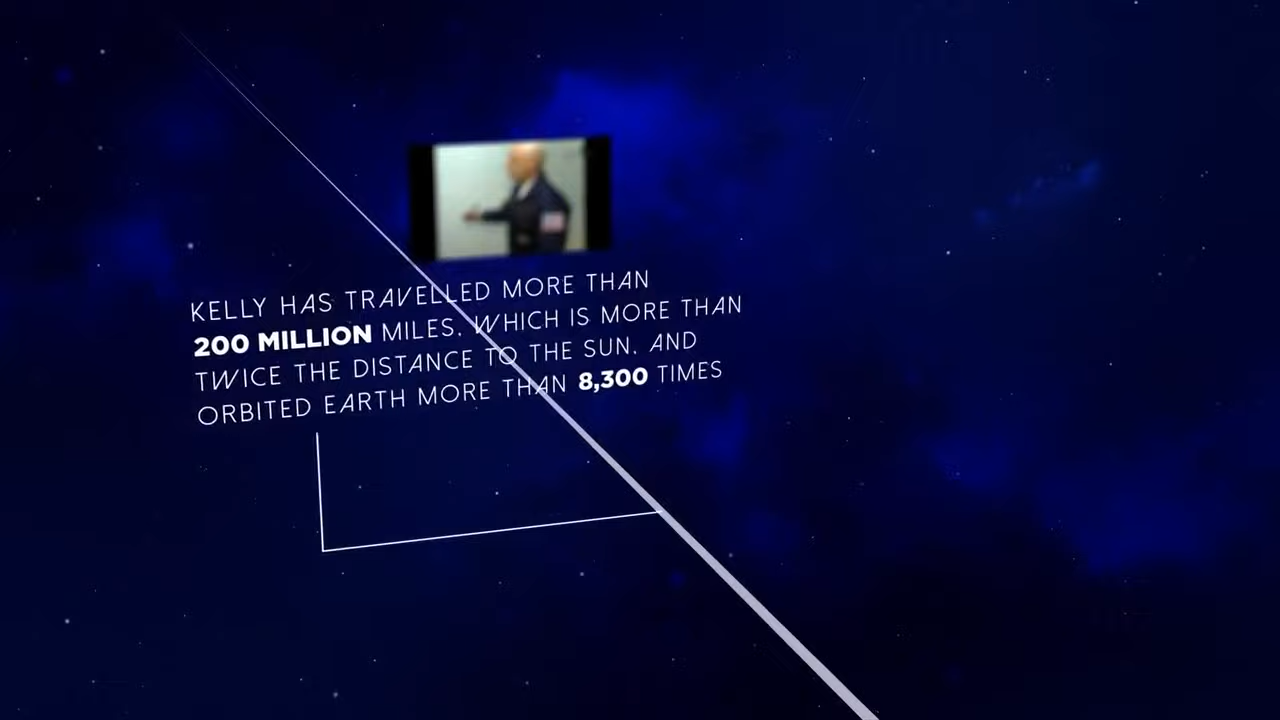 KELLY HAS TRAVELLED MORE THAN
200 MILLION MILES, WHICH IS MORE THAN
TWICE THE DISTANCE TO THE SUN, AND
ORBITED EARTH MORE THAN 8,300 TIMES